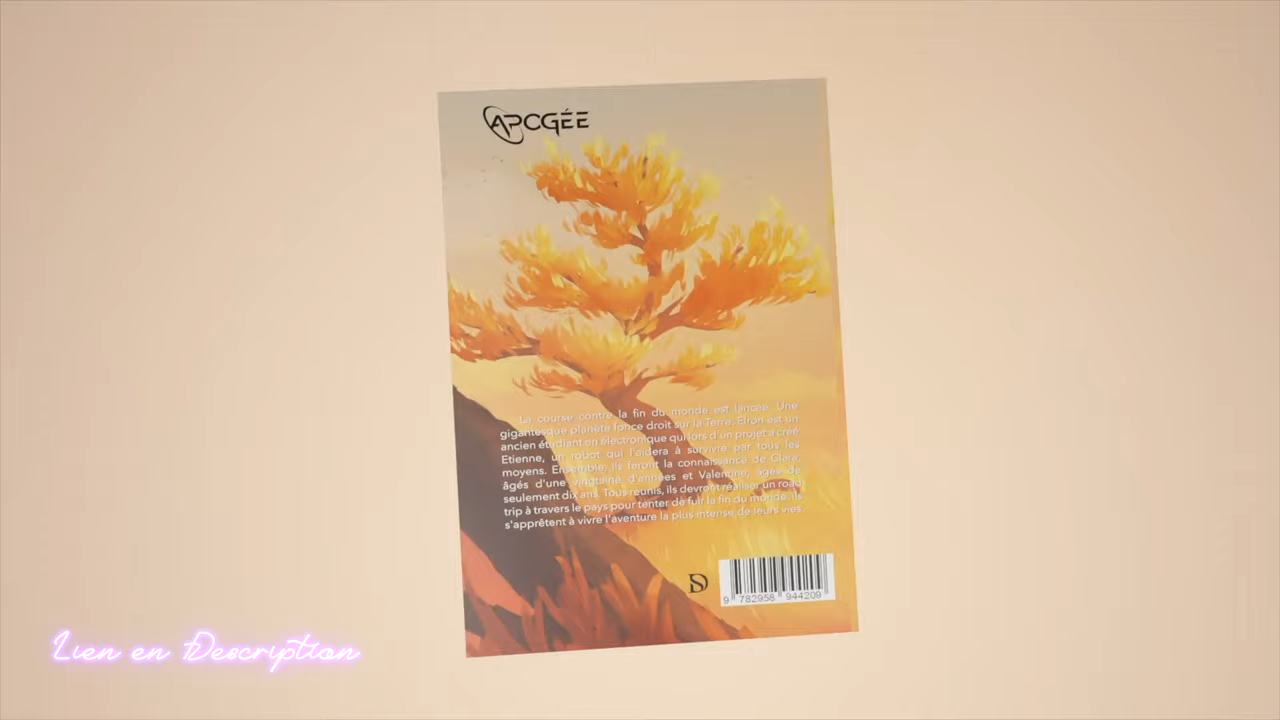 APOGÉE
La course contre la fin du monde est lancée. Une
gigantesque planète fonce droit sur la Terre. Elron est un
ancien étudiant en électronique qui lors d'un projet a créé
Etienne, un robot qui l'aidera à survivre par tous les
moyens. Ensemble, ils feront la connaissance de Clara,
âgés d'une vingtaine d'années et Valentine, âgés de
seulement dix ans. Tous réunis, ils devront réaliser un road
trip à travers le pays pour tenter de fuir la fin du monde. ils
s'apprêtent à vivre l'aventure la plus intense de leurs vies
DS
9 782958 944209
Lien en Description